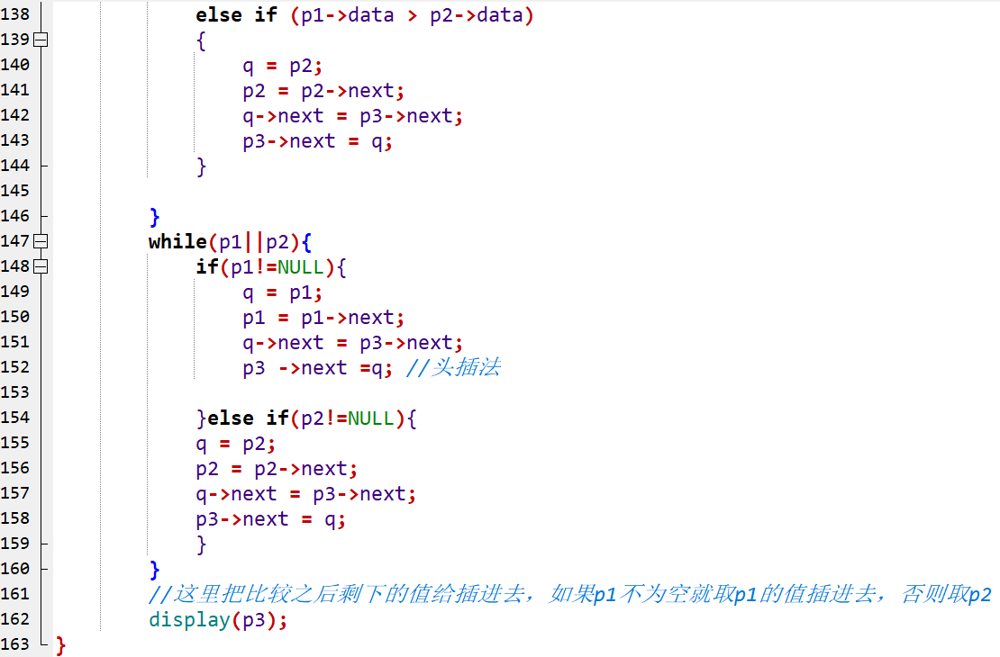 138 else if (p1->data > p2->data)
139 {
140 q = p2;
141 p2 = p2->next;
142 q->next = p3->next;
143 p3->next = q;
144 }
145
146 }
147 while(p1||p2){
148 if(p1!=NULL){
149 q = p1;
150 p1 = p1->next;
151 q->next = p3->next;
152 p3 ->next =q; //头插法
153
154 }else if(p2!=NULL){
155 q = p2;
156 p2 = p2->next;
157 q->next = p3->next;
158 p3->next = q;
159 }
160 }
161 //这里把比较之后剩下的值给插进去，如果p1不为空就取p1的值插进去，否则取p2
162 display(p3);
163 }